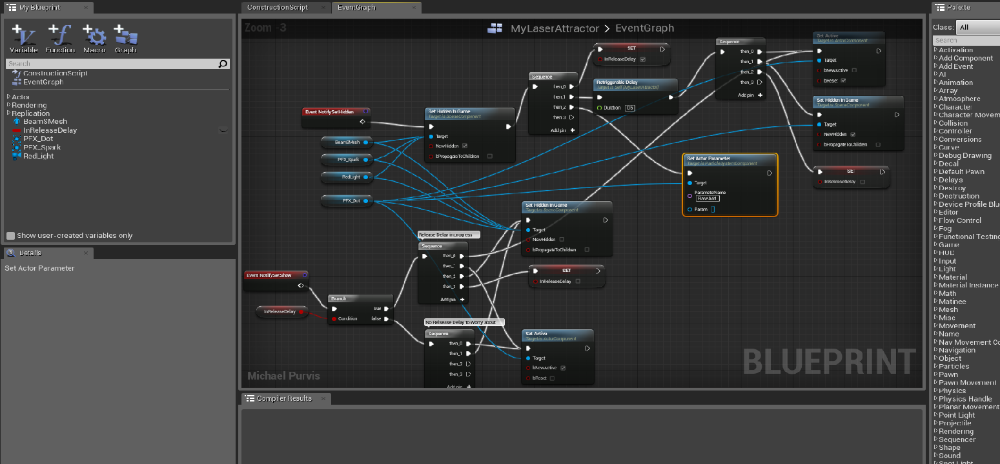 My Blueprint
Variable Function Macro Graph
Search
ConstructionScript
EventGraph
Actor
Rendering
Replication
BeamSMesh
InReleaseDelay
PFX_Dot
PFX_Spark
RedLight
Show user-created variables only
Details
Set Actor Parameter
ConstructionScript EventGraph
Zoom -3
MyLaserAttractor > EventGraph
SET
InReleaseDelay
Sequence
then_0
then_1
then_2
then_3
Add pin
Set Active
Target is ActorComponent
Target
bNewActive
bReset
Sequence
then_0
then_1
then_2
then_3
Add pin
Retriggerable Delay
Target is Self (MyLaserAttractor)
Duration 0.5
Set Hidden In Game
Target is SceneComponent
Target
NewHidden
bPropagateToChildren
Event NotifySetHidden
Set Hidden In Game
Target is SceneComponent
Target
NewHidden
bPropagateToChildren
BeamSMesh
PFX_Spark
RedLight
PFX_Dot
Set Actor Parameter
Target is ParticleSystemComponent
Target
ParameterName
BaseAdd
Param
SET
InReleaseDelay
Set Hidden In Game
Target is SceneComponent
Target
NewHidden
bPropagateToChildren
Release Delay in progress
Sequence
then_0
then_1
then_2
then_3
Add pin
SET
InReleaseDelay
Event NotifySetShow
InReleaseDelay
Branch
true
Condition false
No Release Delay to Worry about
Sequence
then_0
then_1
then_2
then_3
Add pin
Set Active
Target is ActorComponent
Target
bNewActive
bReset
Michael Purvis
BLUEPRINT
Compiler Results
Palette
Class: All
Search
Activation
Add Component
Add Event
AI
Animation
Array
Atmosphere
Character
Character Movem
Collision
Controller
Conversions
Curve
Debug Drawing
Decal
Default Pawn
Delays
Destroy
Destruction
Device Profile Blu
Editor
Flow Control
Fog
Functional Testing
Game
HUD
Input
Light
Material
Material Instance
Math
Matinee
Mesh
Misc
Movement
Name
Nav Movement Co
Navigation
Object
Particles
Pawn
Pawn Movement
Physics
Physics Handle
Planar Movement
Point Light
Projectile
Rendering
Sequencer
Shape
Sound
Spot Light